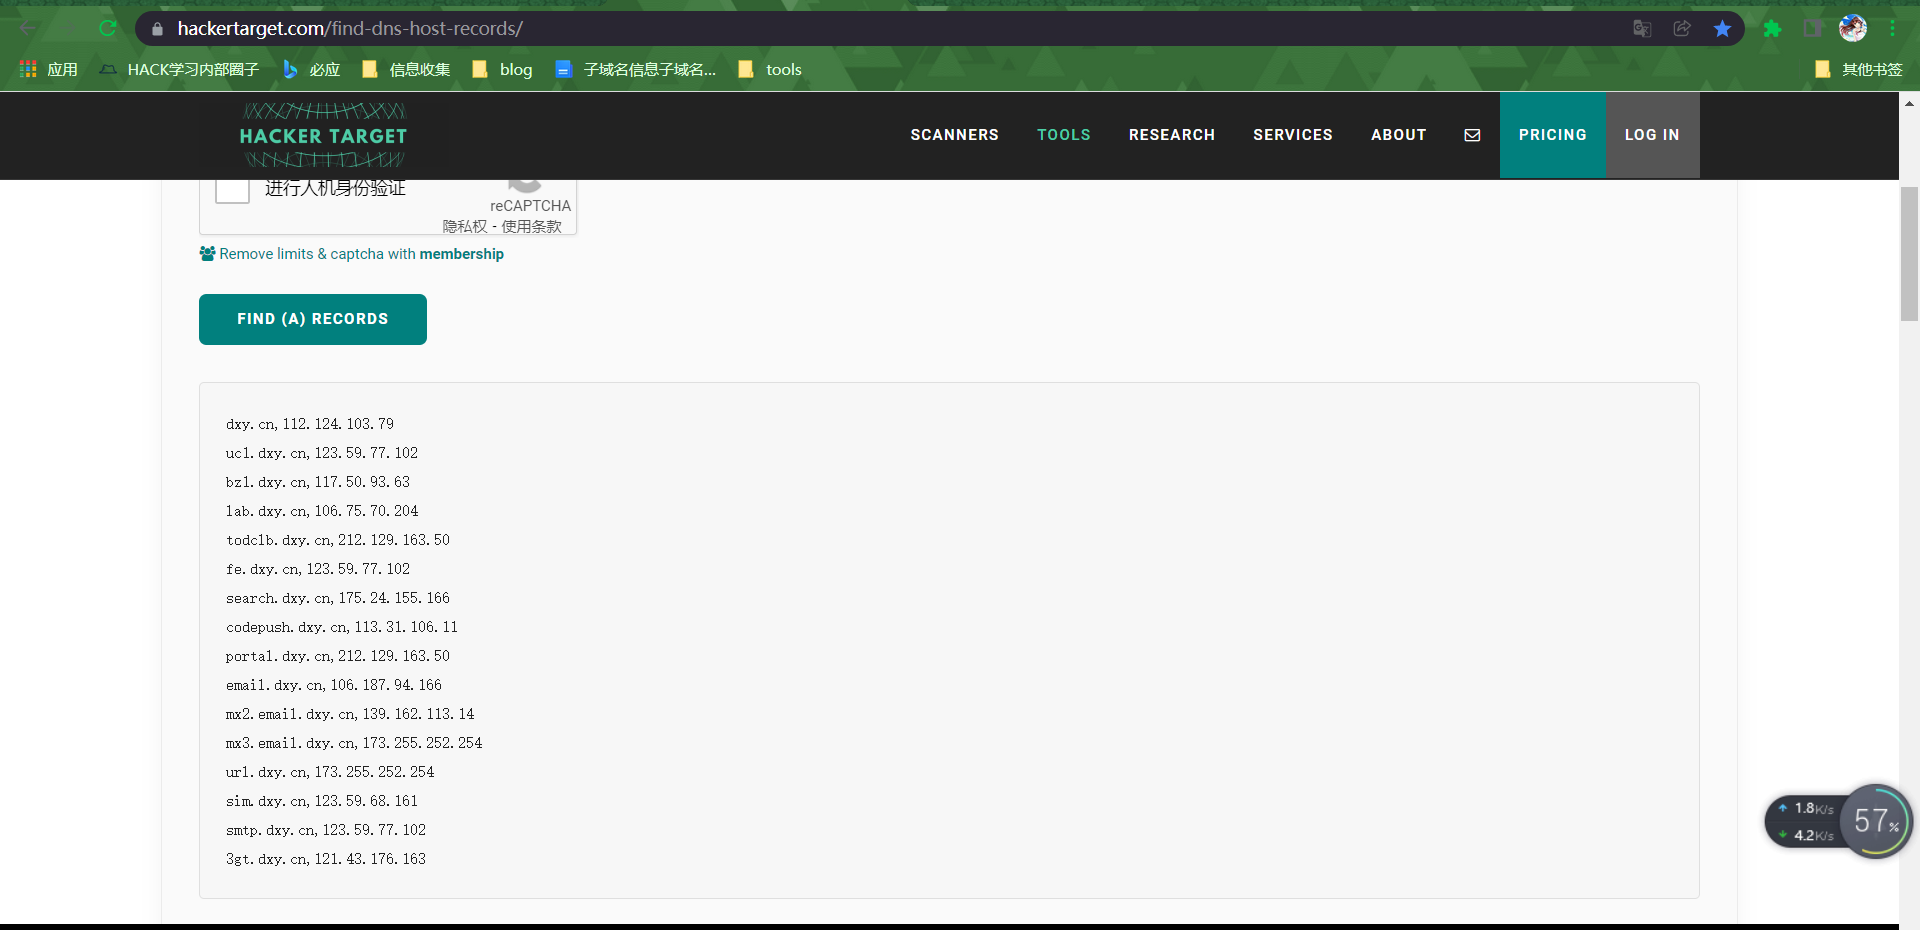 hackertarget.com/find-dns-host-records/
应用 HACK学习内部圈子 必应 信息收集 blog 子域名信息子域名... tools 其他书签
HACKER TARGET SCANNERS TOOLS RESEARCH SERVICES ABOUT PRICING LOG IN
进行人机身份验证
reCAPTCHA
隐私权 - 使用条款
Remove limits & captcha with membership
FIND (A) RECORDS
dxy.cn,112.124.103.79
uc1.dxy.cn,123.59.77.102
bz1.dxy.cn,117.50.93.63
lab.dxy.cn,106.75.70.204
todclb.dxy.cn,212.129.163.50
fe.dxy.cn,123.59.77.102
search.dxy.cn,175.24.155.166
codepush.dxy.cn,113.31.106.11
portal.dxy.cn,212.129.163.50
email.dxy.cn,106.187.94.166
mx2.email.dxy.cn,139.162.113.14
mx3.email.dxy.cn,173.255.252.254
url.dxy.cn,173.255.252.254
sim.dxy.cn,123.59.68.161
smtp.dxy.cn,123.59.77.102
3gt.dxy.cn,121.43.176.163
1.8K/s
57%
4.2K/s